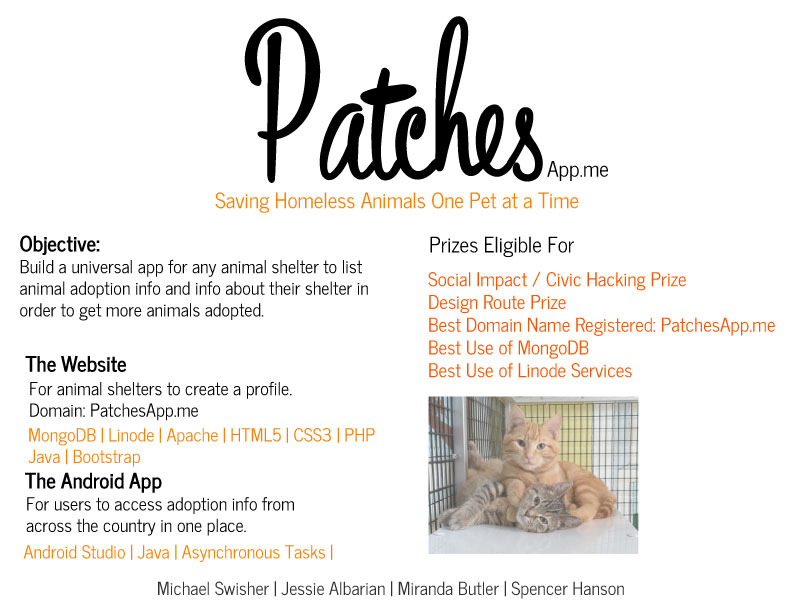 Patches App.me
Saving Homeless Animals One Pet at a Time
Objective:
Build a universal app for any animal shelter to list
animal adoption info and info about their shelter in
order to get more animals adopted.
The Website
For animal shelters to create a profile.
Domain: PatchesApp.me
MongoDB | Linode | Apache | HTML5 | CSS3 | PHP
Java | Bootstrap
The Android App
For users to access adoption info from
across the country in one place.
Android Studio | Java | Asynchronous Tasks |
Prizes Eligible For
Social Impact / Civic Hacking Prize
Design Route Prize
Best Domain Name Registered: PatchesApp.me
Best Use of MongoDB
Best Use of Linode Services
Michael Swisher | Jessie Albarian | Miranda Butler | Spencer Hanson